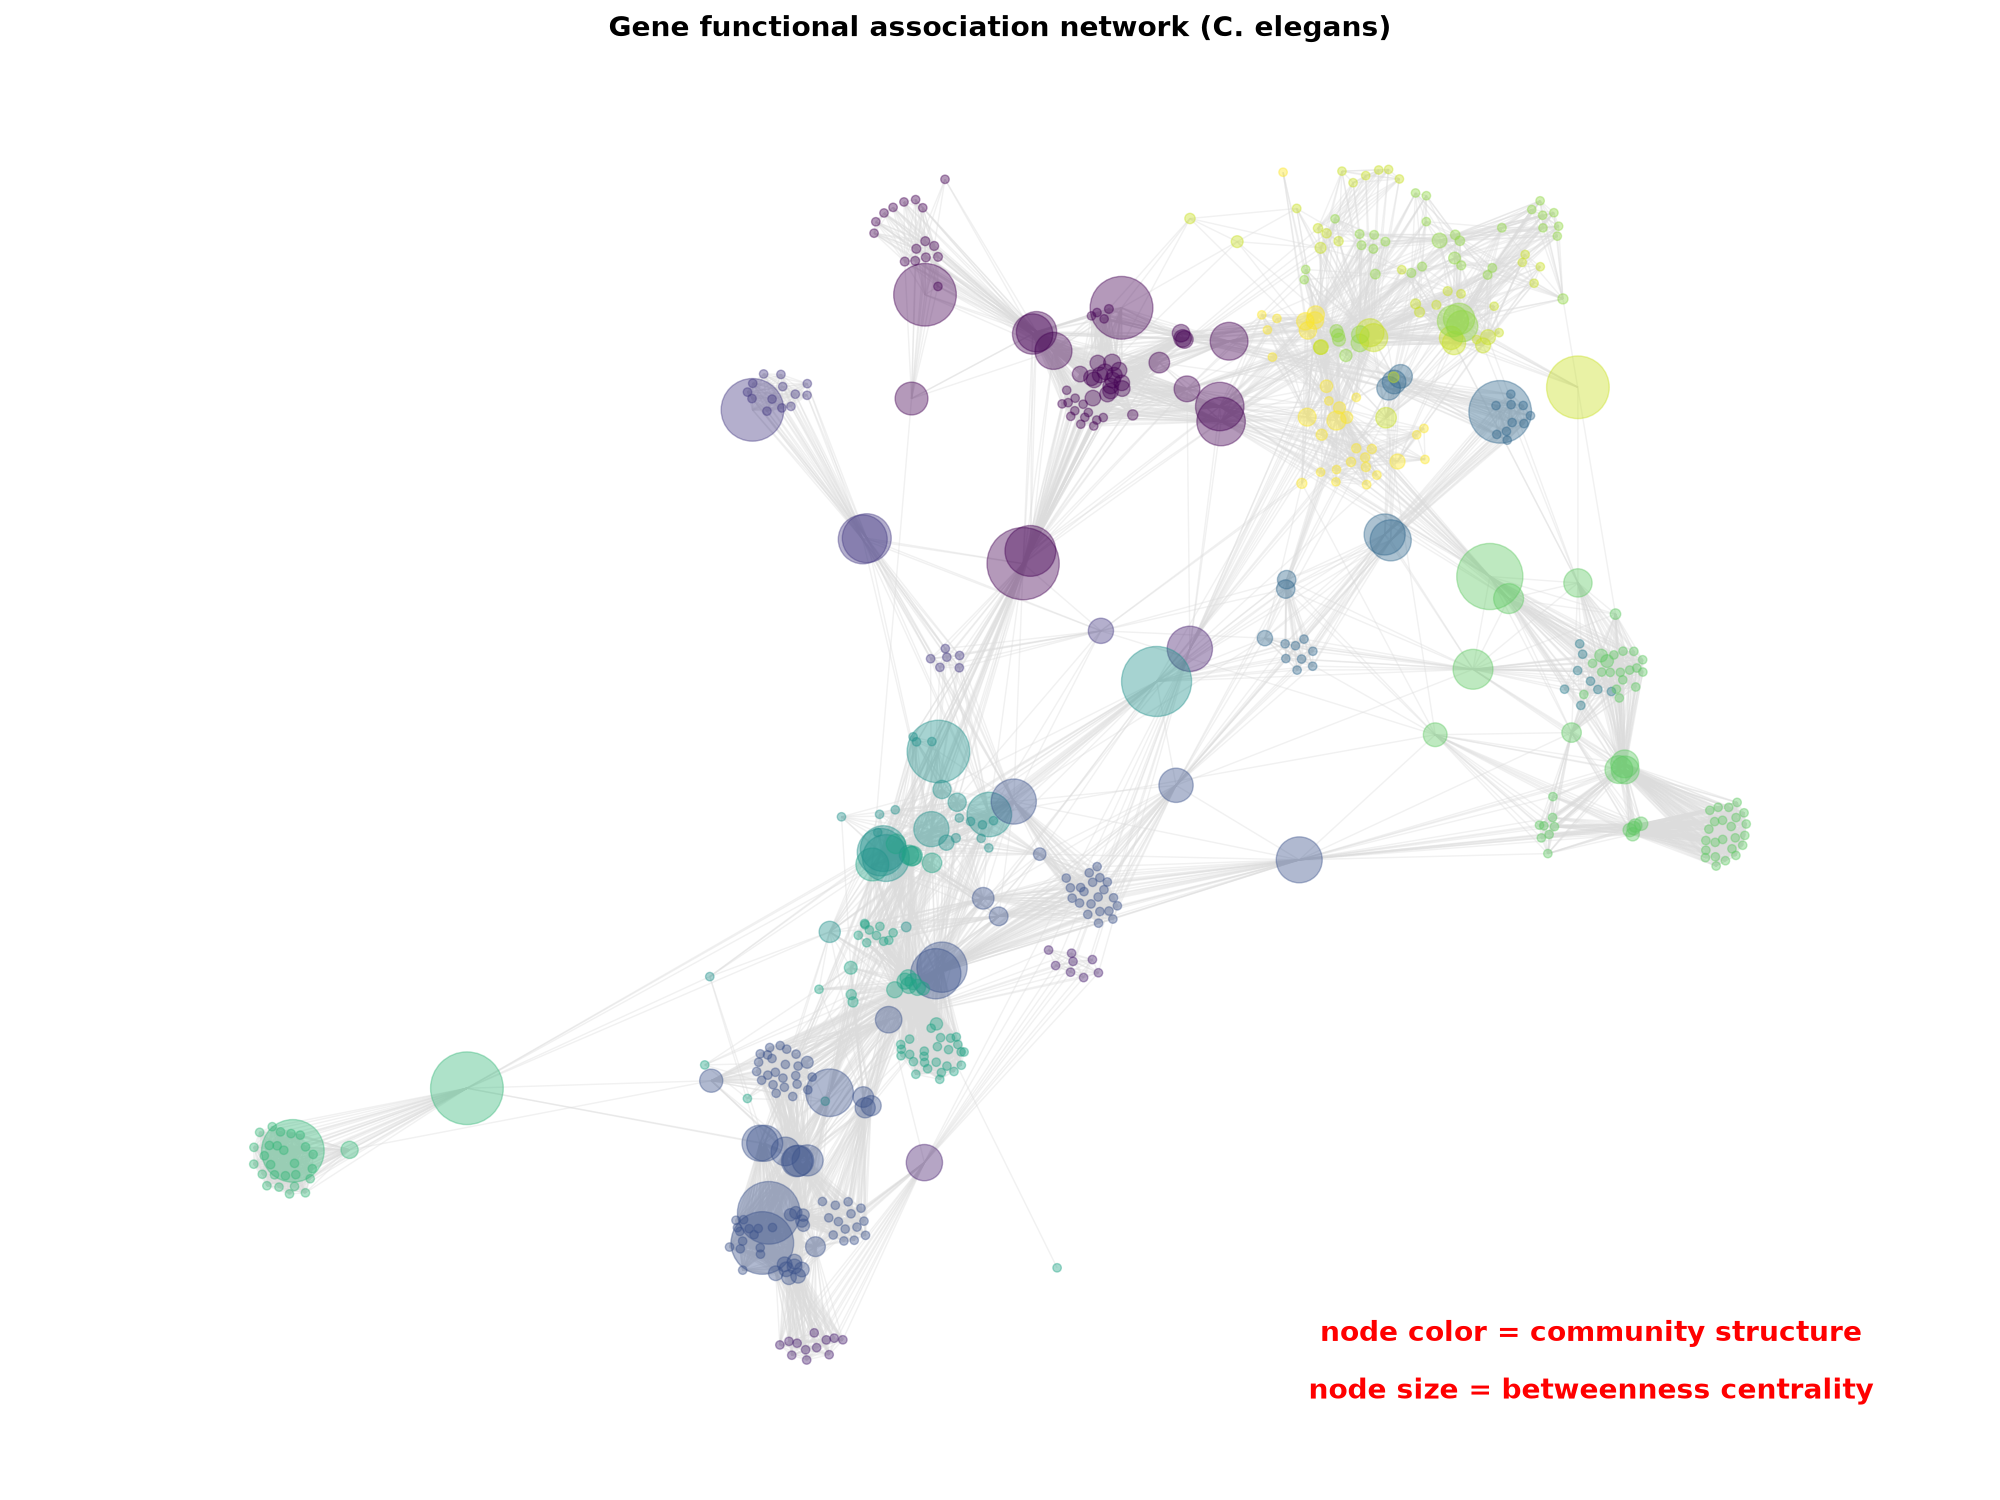 Gene functional association network (C. elegans)
node color = community structure
node size = betweenness centrality